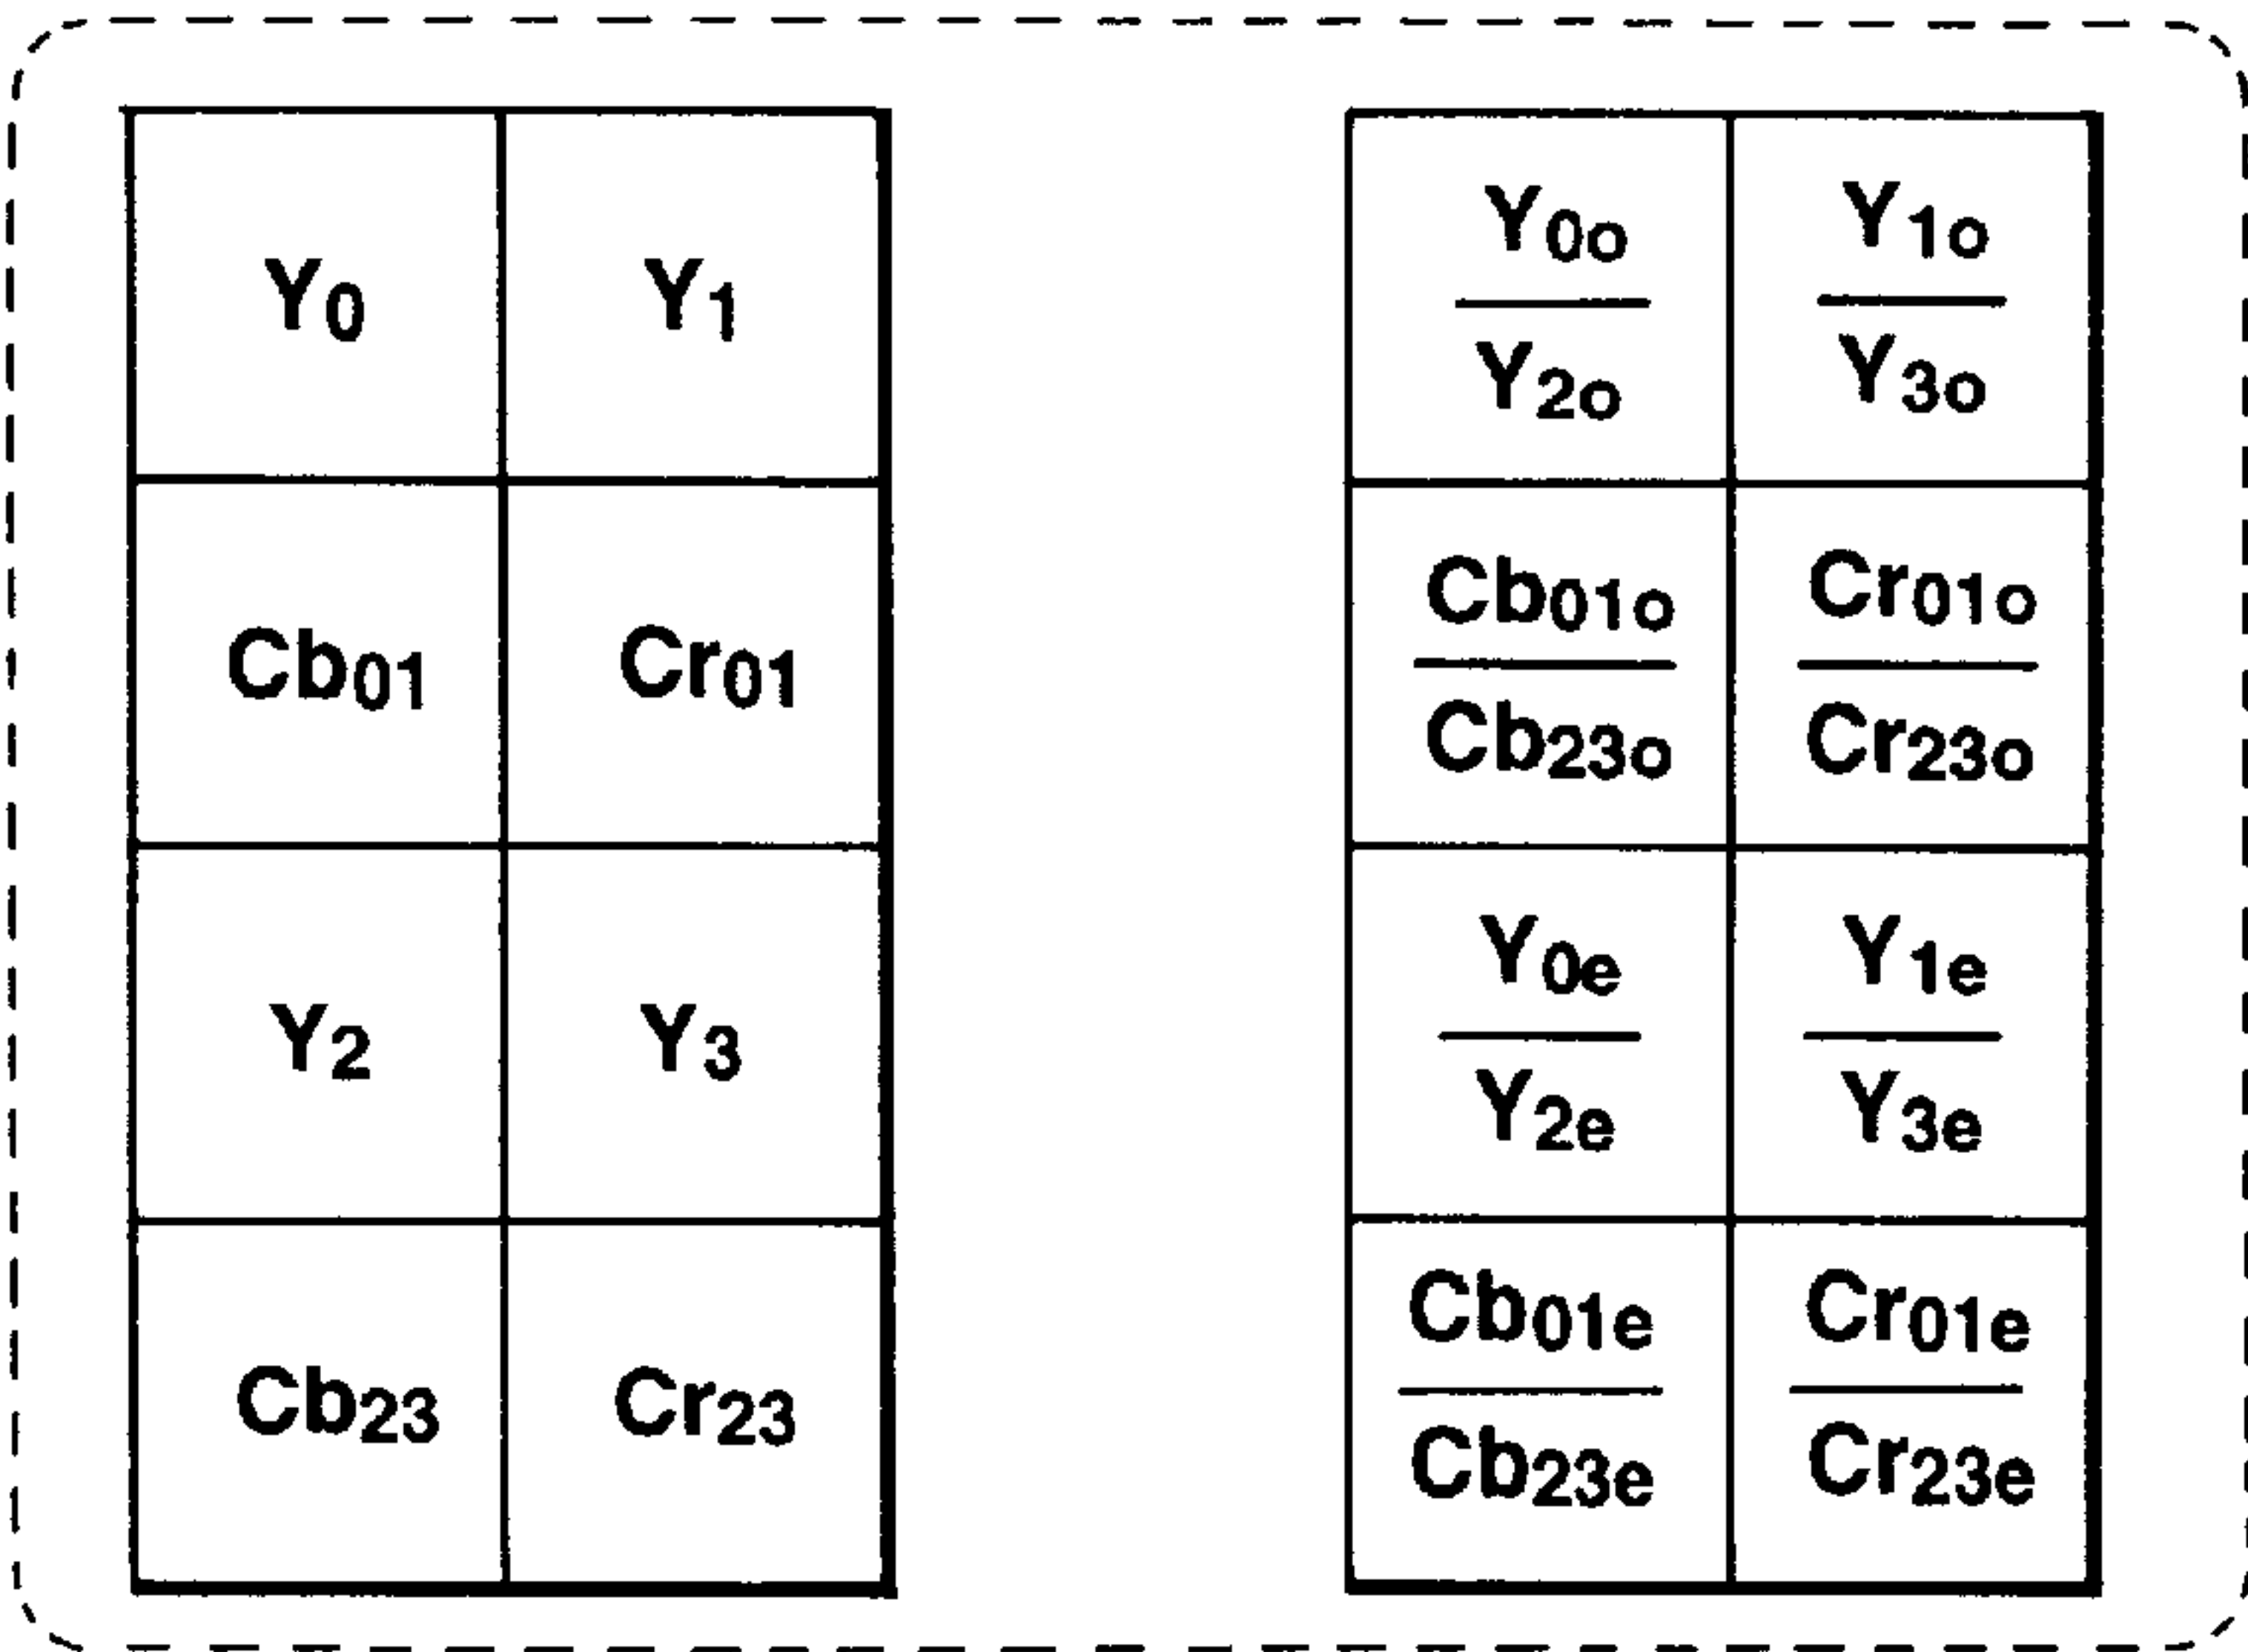 Y0 Y1
Cb01 Cr01
Y2 Y3
Cb23 Cr23
Y0o Y1o
Y2o Y3o
Cb01o Cr01o
Cb23o Cr23o
Y0e Y1e
Y2e Y3e
Cb01e Cr01e
Cb23e Cr23e